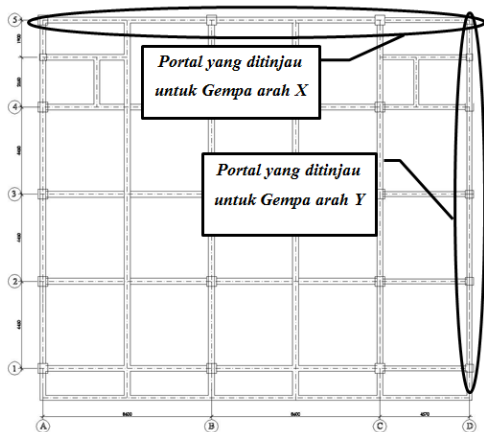 5
Portal yang ditinjau
untuk Gempa arah X
4
Portal yang ditinjau
untuk Gempa arah Y
3
2
1
A
B
C
D